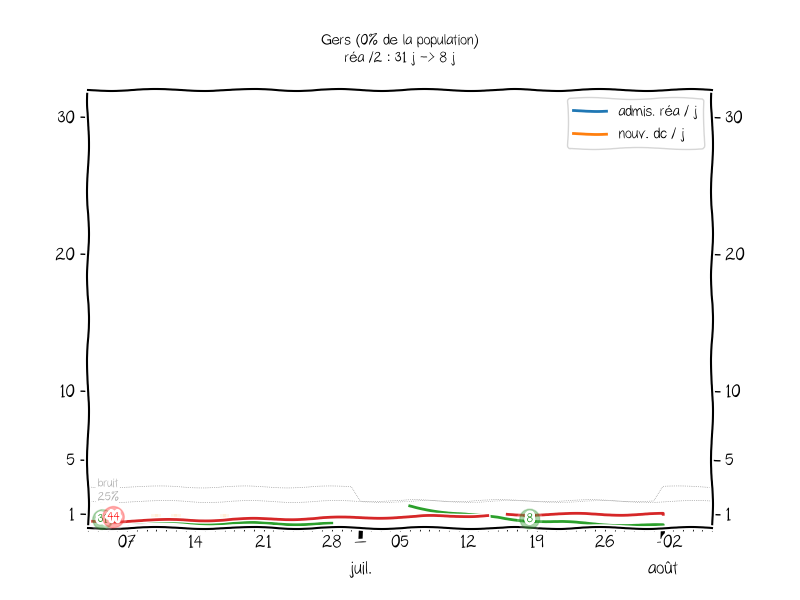 Gers (0% de la population)
réa /2 : 31 j -> 8 j
admis. réa / j
nouv. dc / j
30
20
10
5
1
30
20
10
5
1
bruit
25%
44
8
07 14 21 28 05 12 19 26 02
juil. août